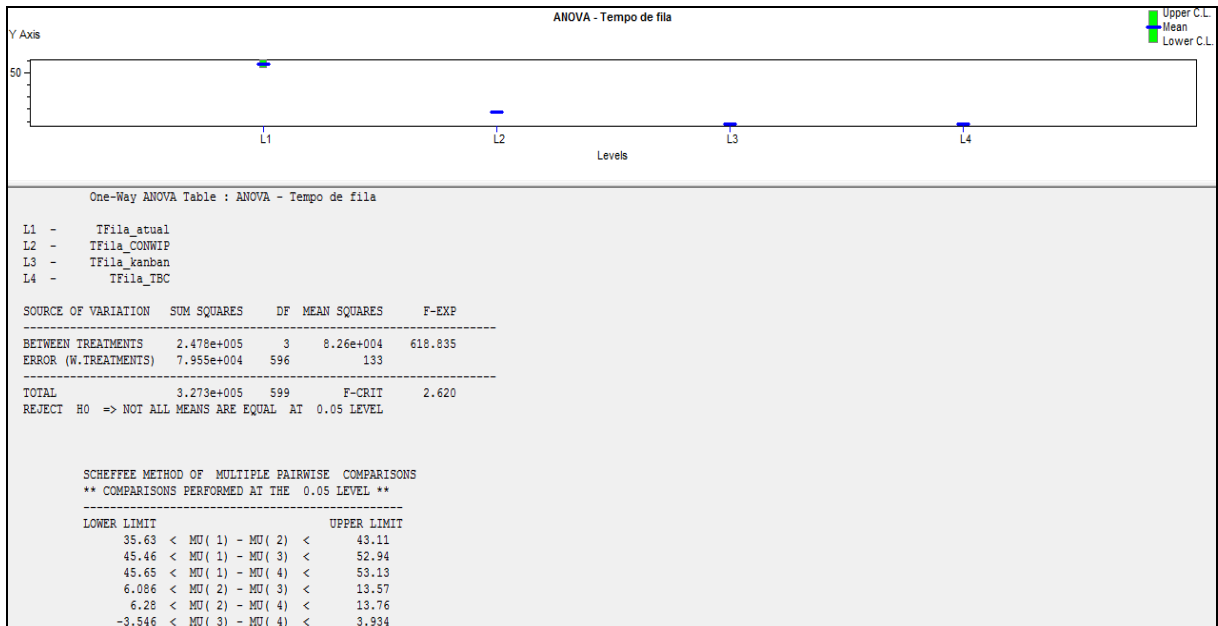 ANOVA - Tempo de fila
Upper C.L.
Mean
Lower C.L.
Y Axis
50
L1 L2 L3 L4
Levels
One-Way ANOVA Table : ANOVA - Tempo de fila
L1 - TFila_atual
L2 - TFila_CONWIP
L3 - TFila_kanban
L4 - TFila_TBC
SOURCE OF VARIATION SUM SQUARES DF MEAN SQUARES F-EXP
BETWEEN TREATMENTS 2.478e+005 3 8.26e+004 618.835
ERROR (W.TREATMENTS) 7.955e+004 596 133
TOTAL 3.273e+005 599 F-CRIT 2.620
REJECT H0 => NOT ALL MEANS ARE EQUAL AT 0.05 LEVEL
SCHEFFEE METHOD OF MULTIPLE PAIRWISE COMPARISONS
** COMPARISONS PERFORMED AT THE 0.05 LEVEL **
LOWER LIMIT UPPER LIMIT
35.63 < MU( 1) - MU( 2) < 43.11
45.46 < MU( 1) - MU( 3) < 52.94
45.65 < MU( 1) - MU( 4) < 53.13
6.086 < MU( 2) - MU( 3) < 13.57
6.28 < MU( 2) - MU( 4) < 13.76
-3.546 < MU( 3) - MU( 4) < 3.934